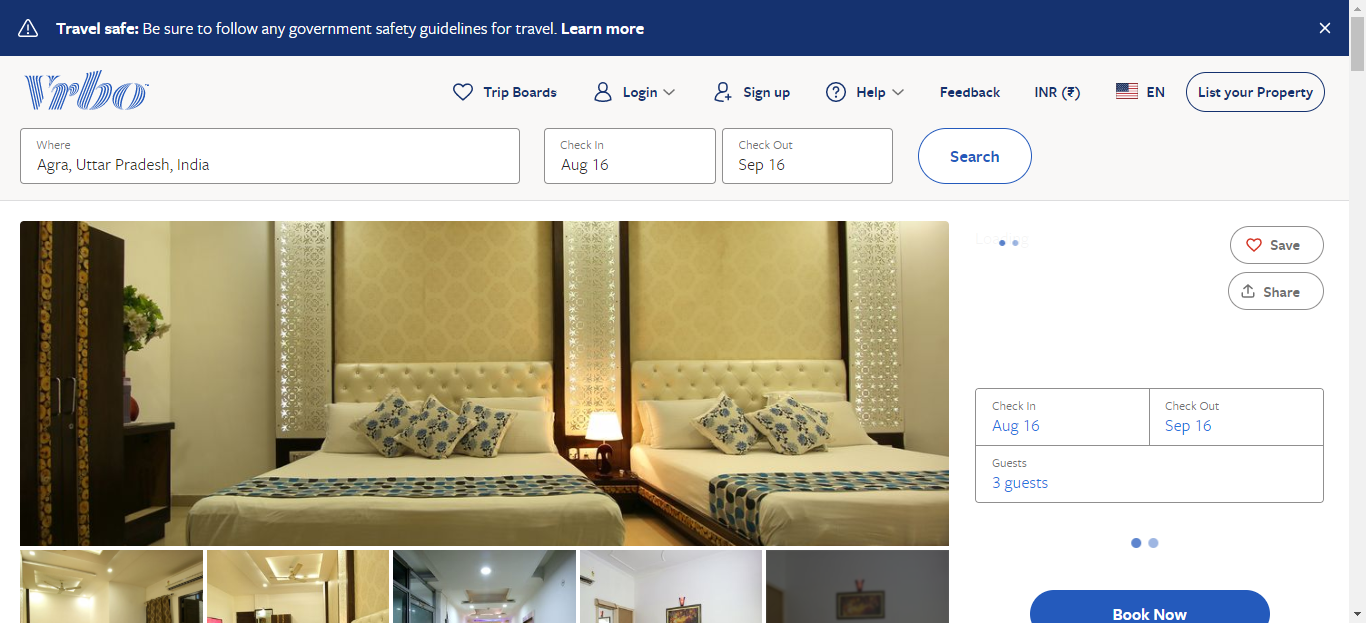 Travel safe: Be sure to follow any government safety guidelines for travel. Learn more
Vrbo
Trip Boards
Login
Sign up
Help
Feedback
INR (₹)
EN
List your Property
Where
Agra, Uttar Pradesh, India
Check In
Aug 16
Check Out
Sep 16
Search
Save
Share
Check In
Aug 16
Check Out
Sep 16
Guests
3 guests
Book Now